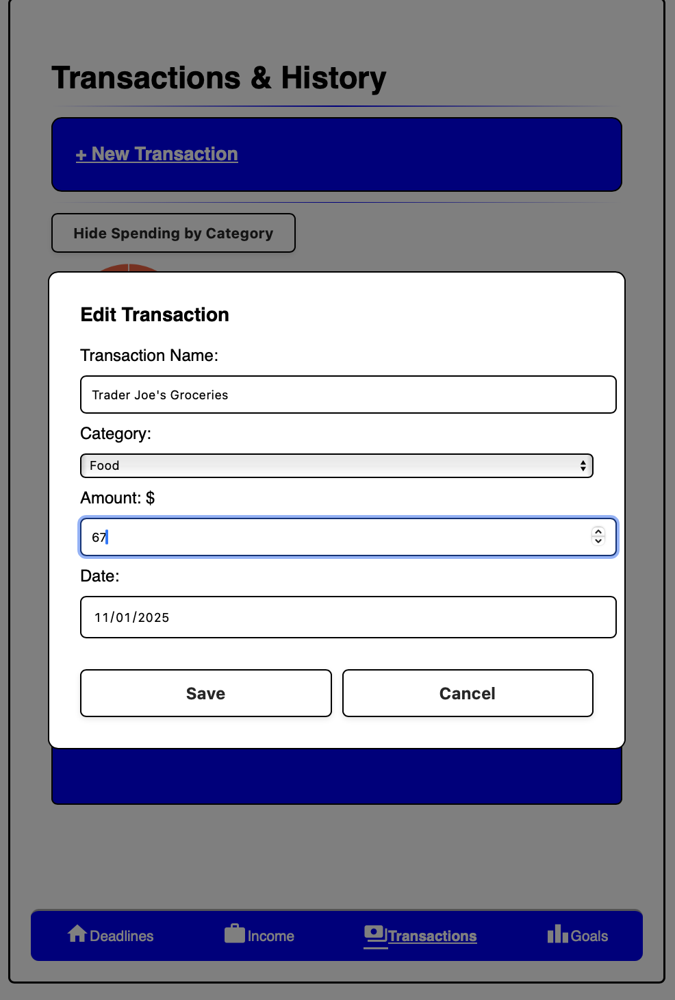 Transactions & History
+ New Transaction
Hide Spending by Category
Edit Transaction
Transaction Name:
Trader Joe's Groceries
Category:
Food
Amount: $
67
Date:
11/01/2025
Save Cancel
Deadlines Income Transactions Goals